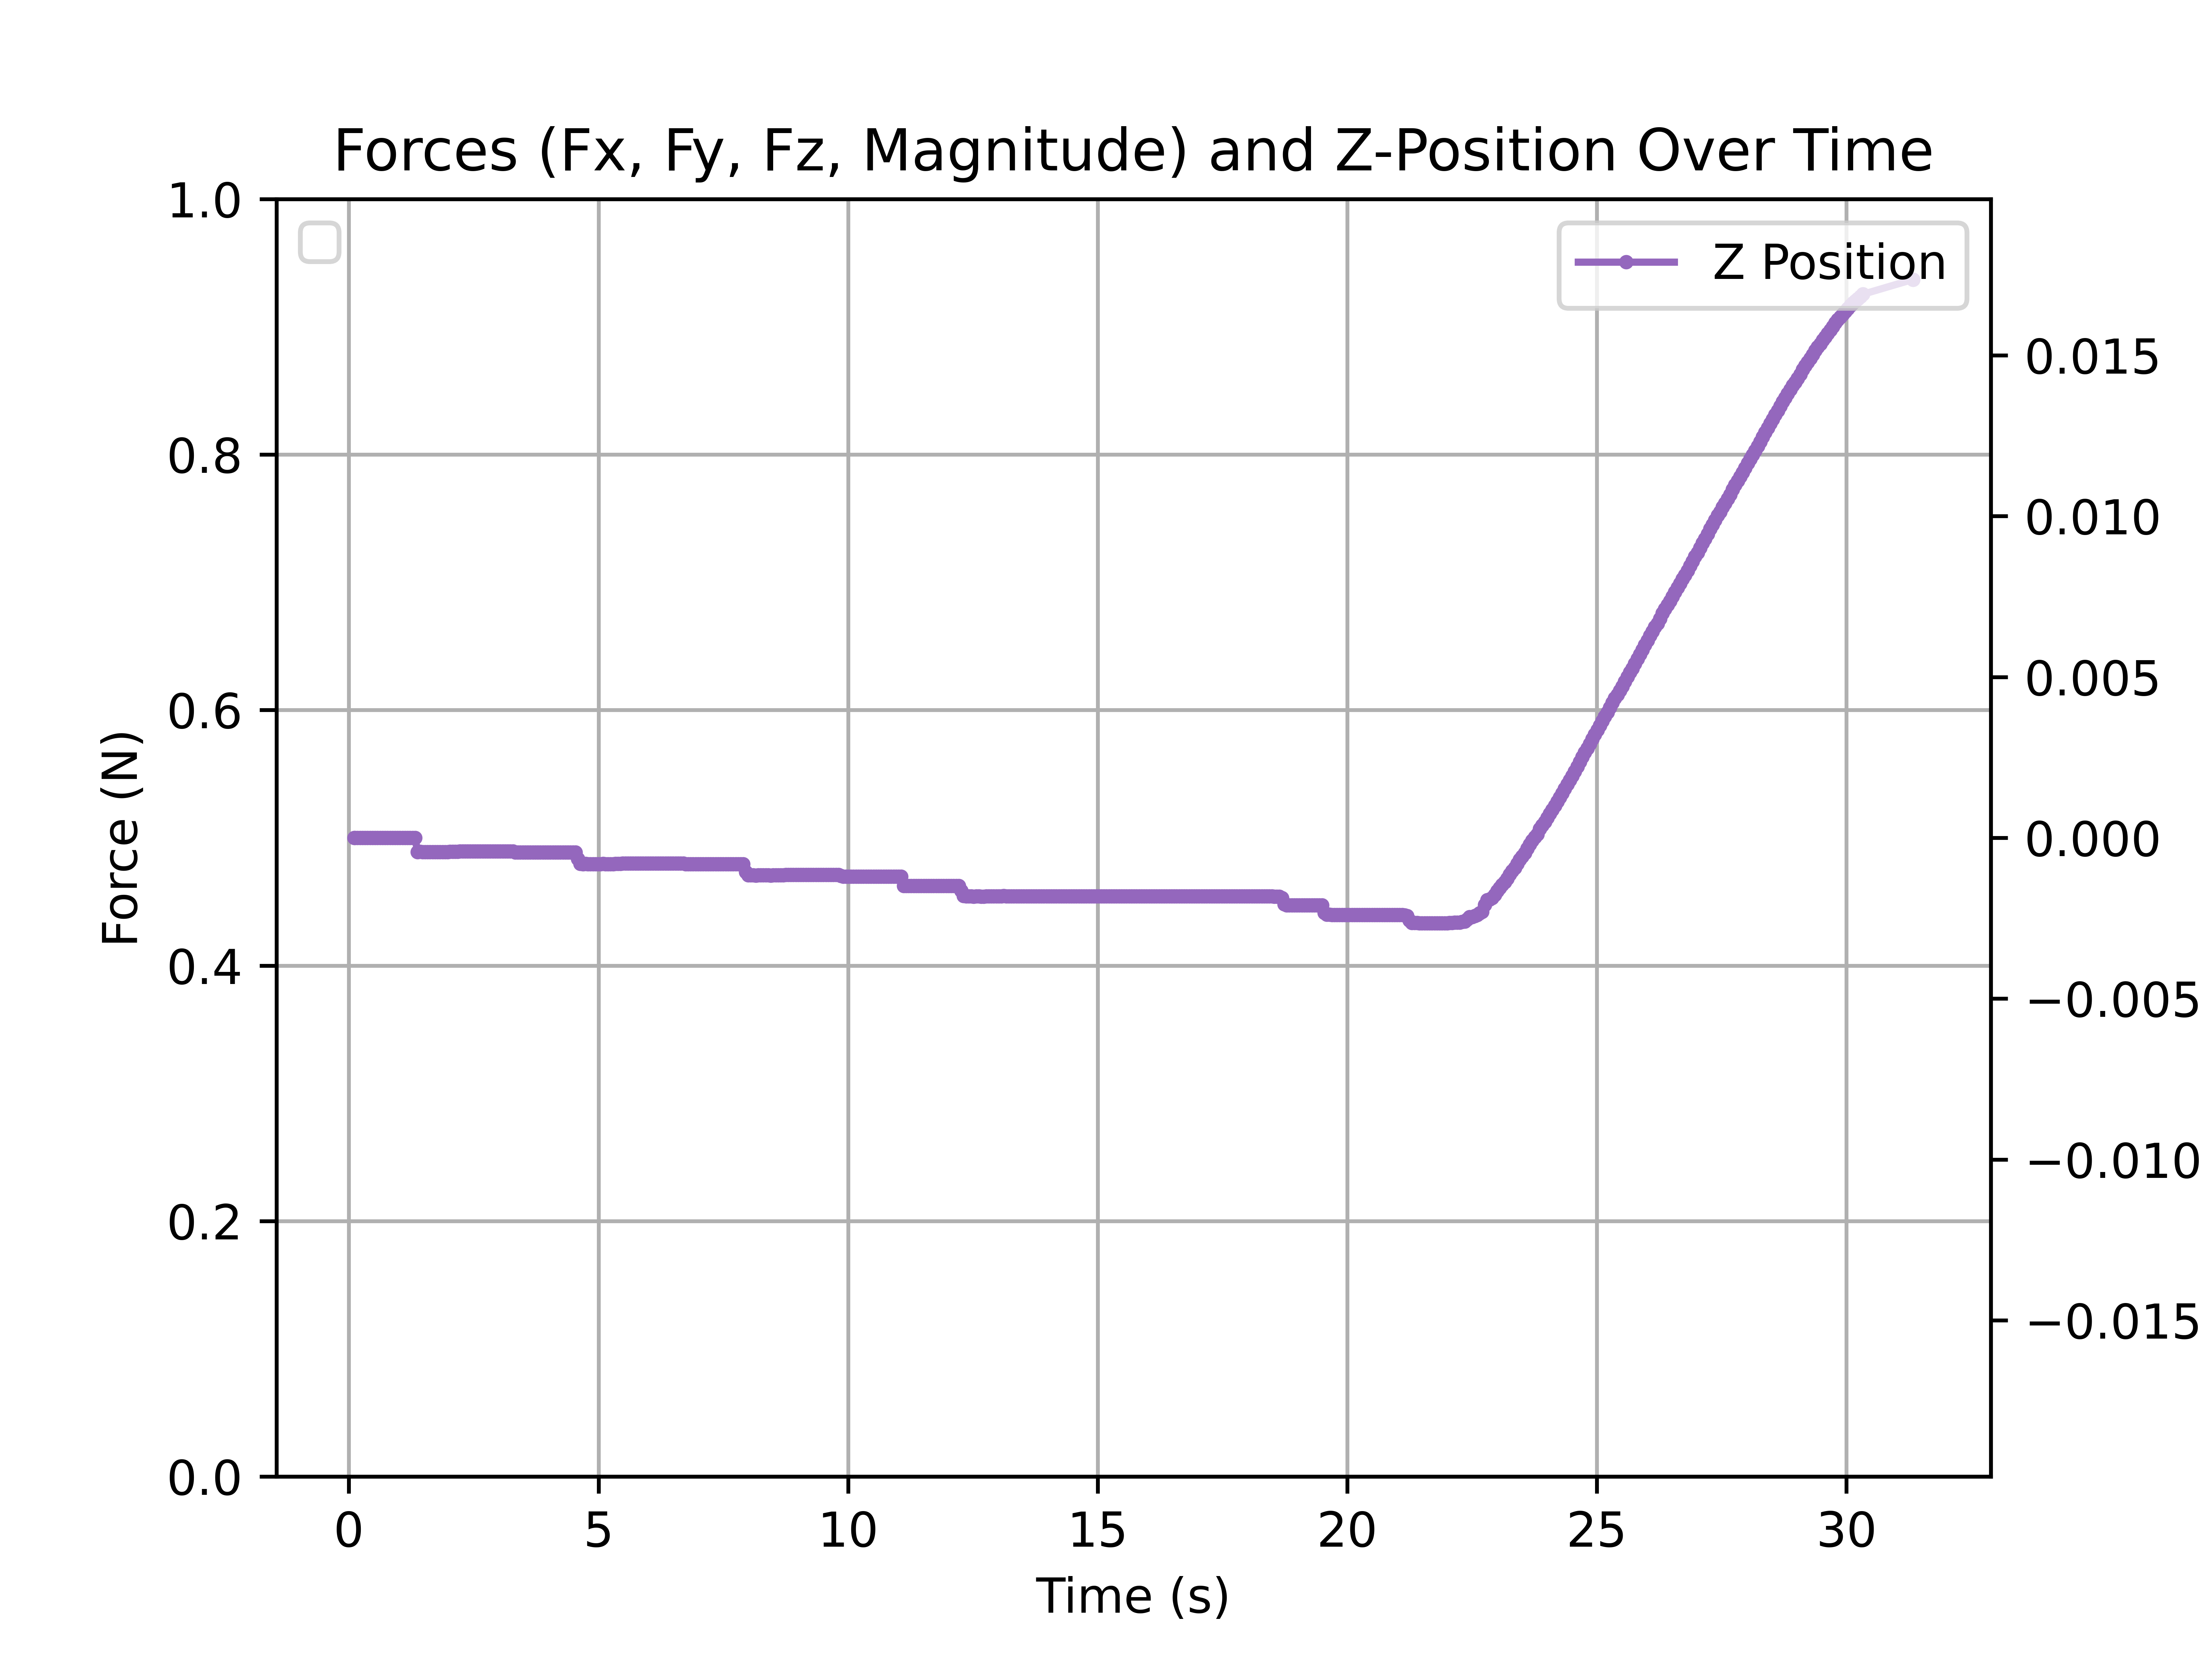 Forces (Fx, Fy, Fz, Magnitude) and Z-Position Over Time
Z Position
1.0
0.8
0.6
0.4
0.2
0.0
Force (N)
0.015
0.010
0.005
0.000
−0.005
−0.010
−0.015
0 5 10 15 20 25 30
Time (s)